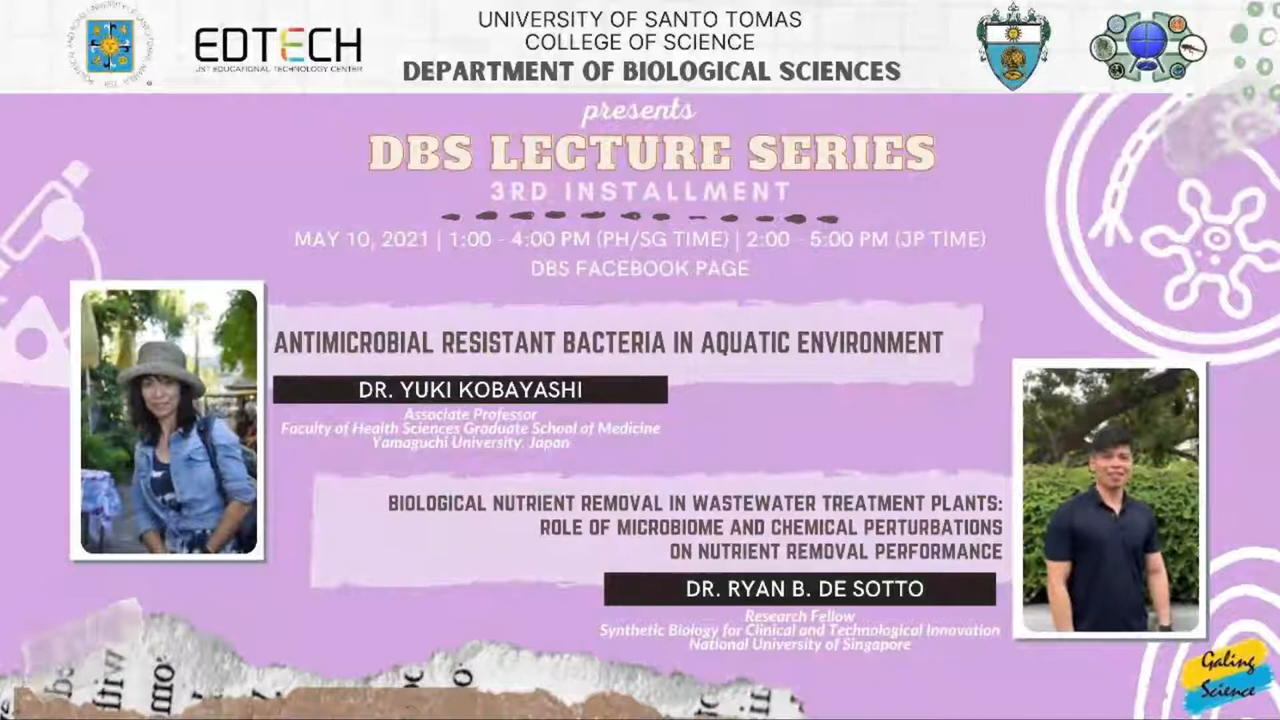 EDTECH
UST EDUCATIONAL TECHNOLOGY CENTER
UNIVERSITY OF SANTO TOMAS
COLLEGE OF SCIENCE
DEPARTMENT OF BIOLOGICAL SCIENCES
presents
DBS LECTURE SERIES
3RD INSTALLMENT
MAY 10, 2021 | 1:00 - 4:00 PM (PH/SG TIME) | 2:00 - 5:00 PM (JP TIME)
DBS FACEBOOK PAGE
ANTIMICROBIAL RESISTANT BACTERIA IN AQUATIC ENVIRONMENT
DR. YUKI KOBAYASHI
Associate Professor
Faculty of Health Sciences Graduate School of Medicine
Yamaguchi University, Japan
BIOLOGICAL NUTRIENT REMOVAL IN WASTEWATER TREATMENT PLANTS:
ROLE OF MICROBIOME AND CHEMICAL PERTURBATIONS
ON NUTRIENT REMOVAL PERFORMANCE
DR. RYAN B. DE SOTTO
Research Fellow
Synthetic Biology for Clinical and Technological Innovation
National University of Singapore
Galing
Science